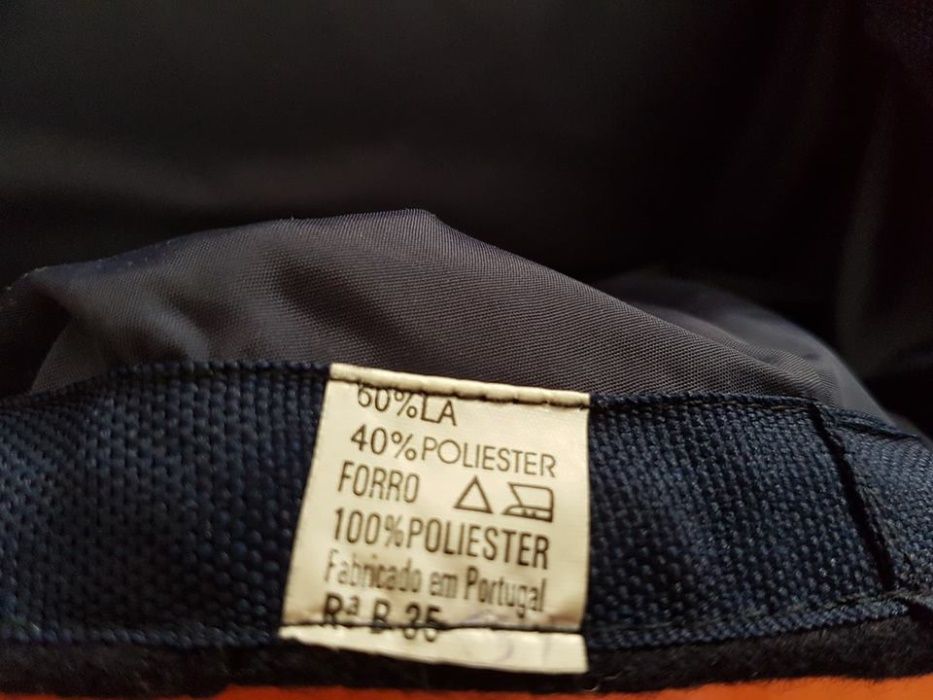 60%LA
40%POLIESTER
FORRO
100%POLIESTER
Fabricado em Portugal
Rª B 35